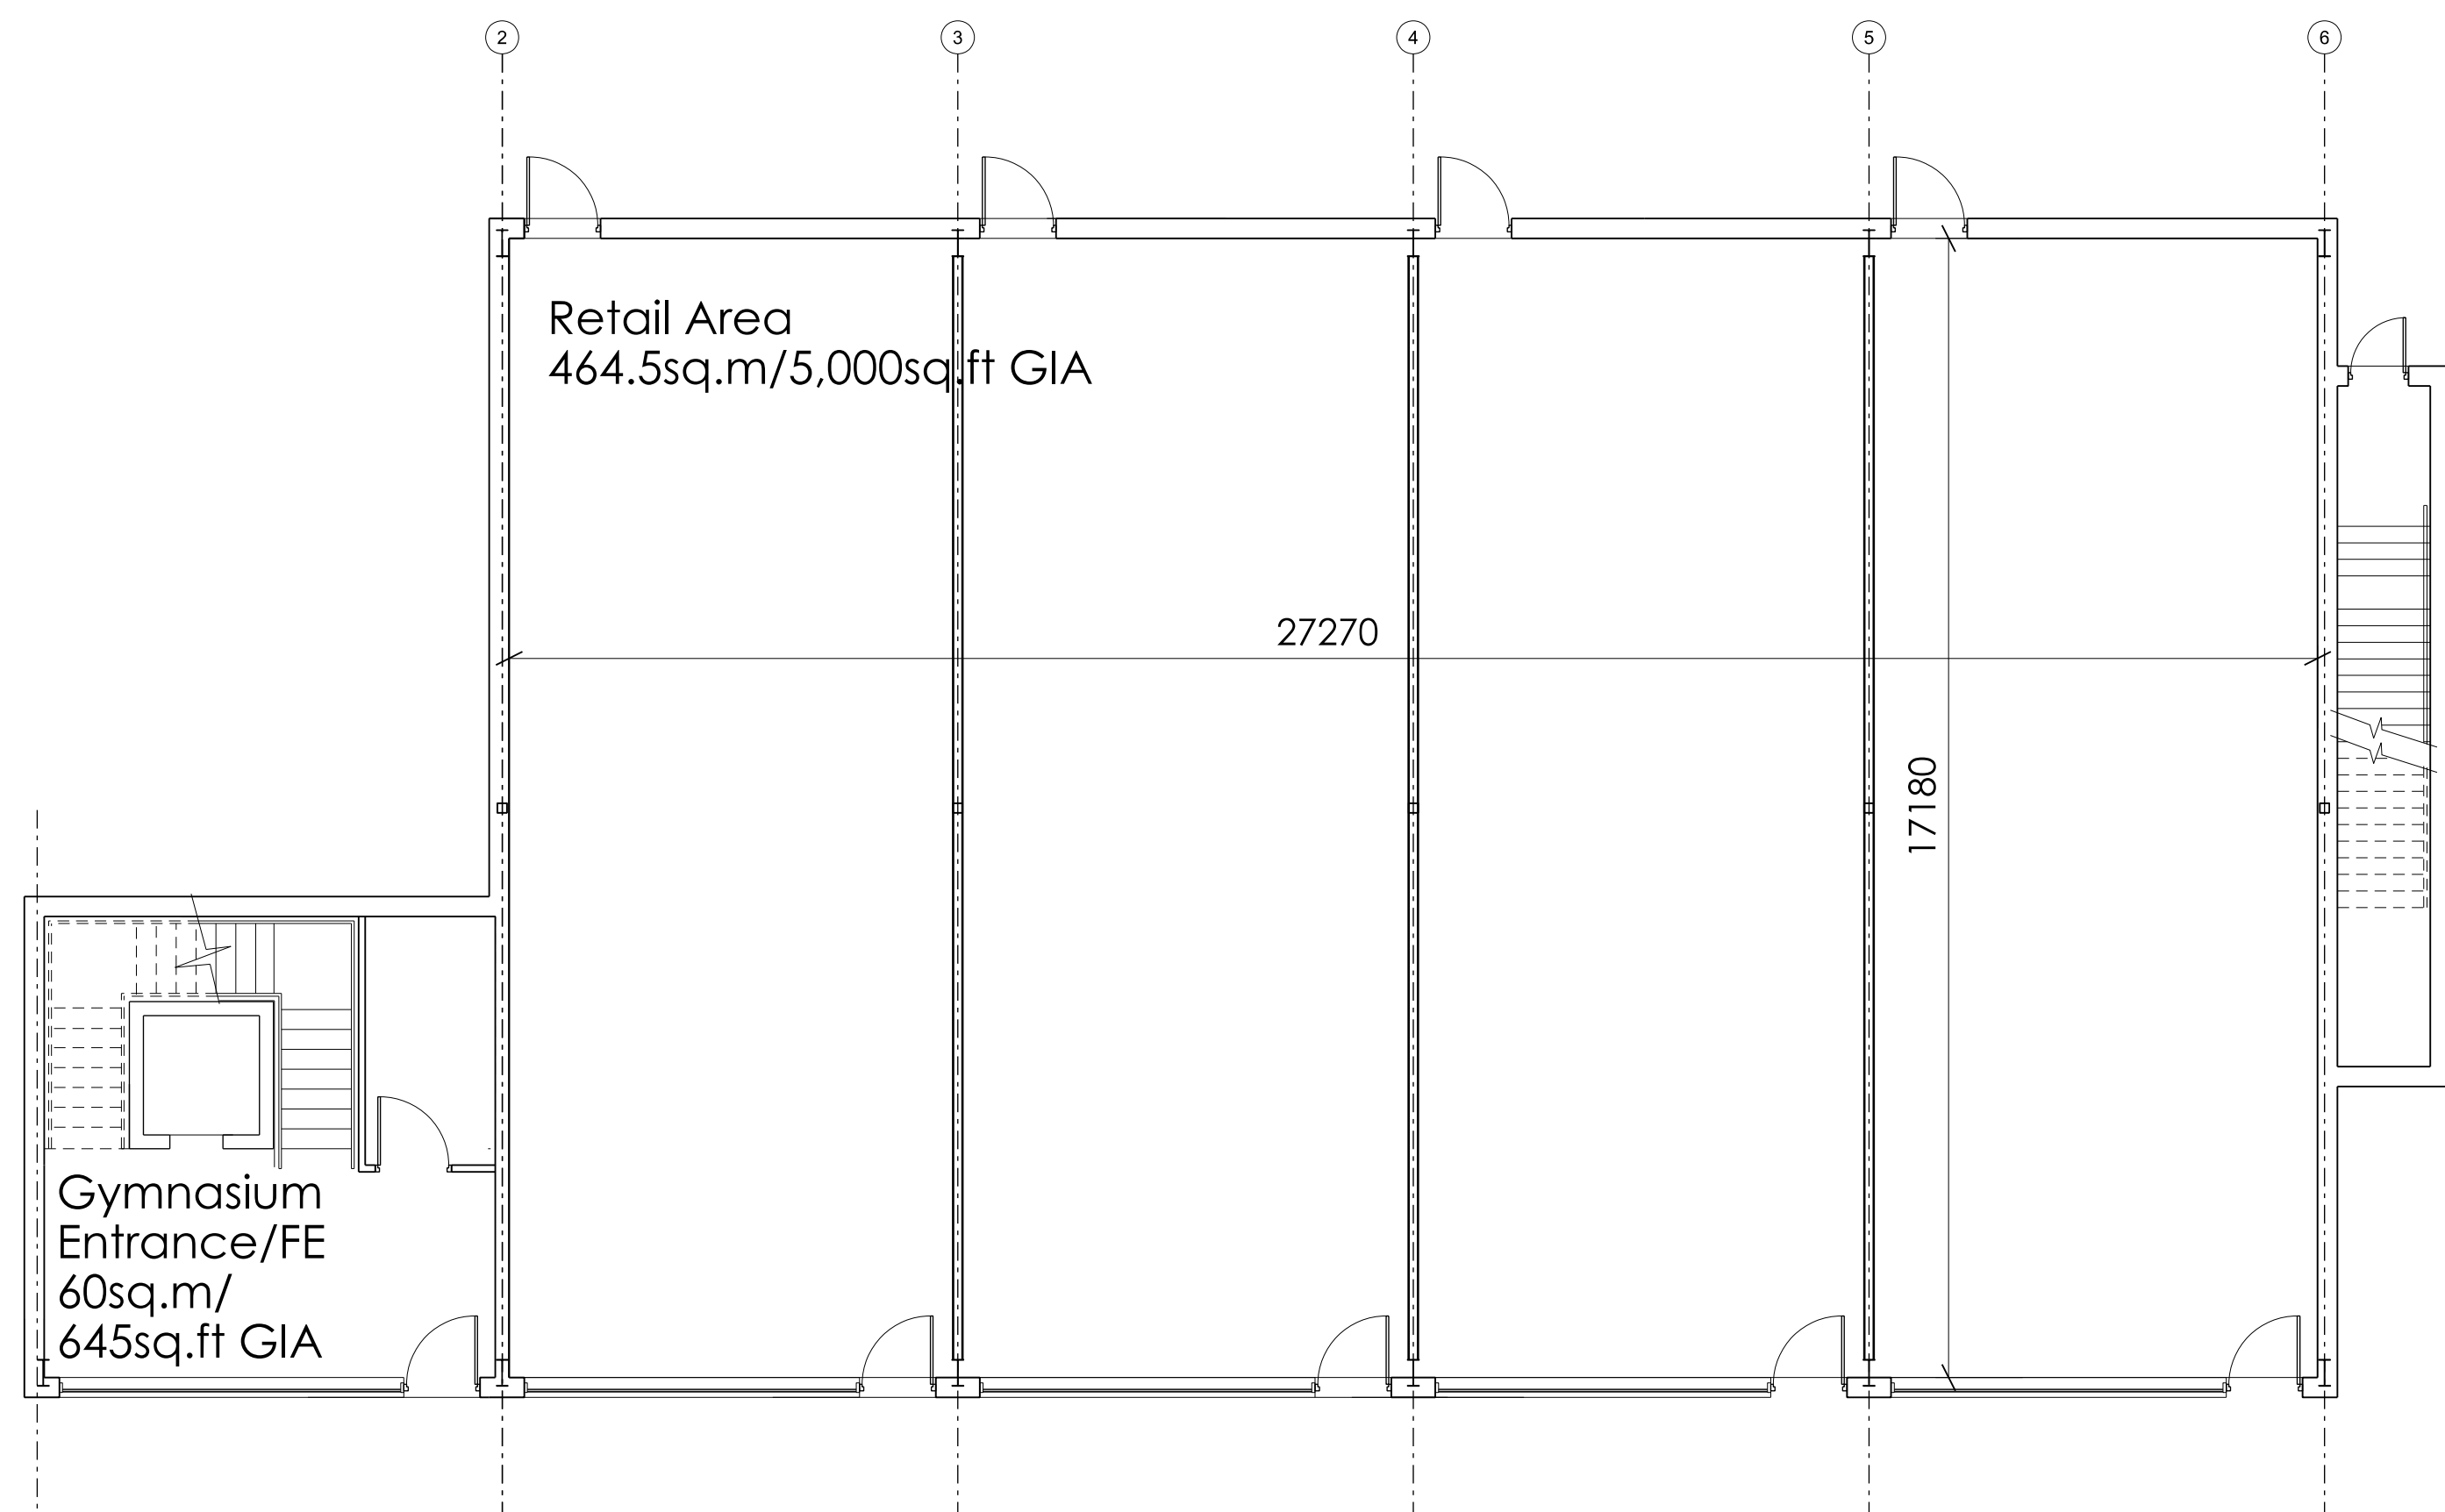 2
3
4
5
6
Retail Area
464.5sq.m/5,000sq.ft GIA
27270
17180
Gymnasium
Entrance/FE
60sq.m/
645sq.ft GIA